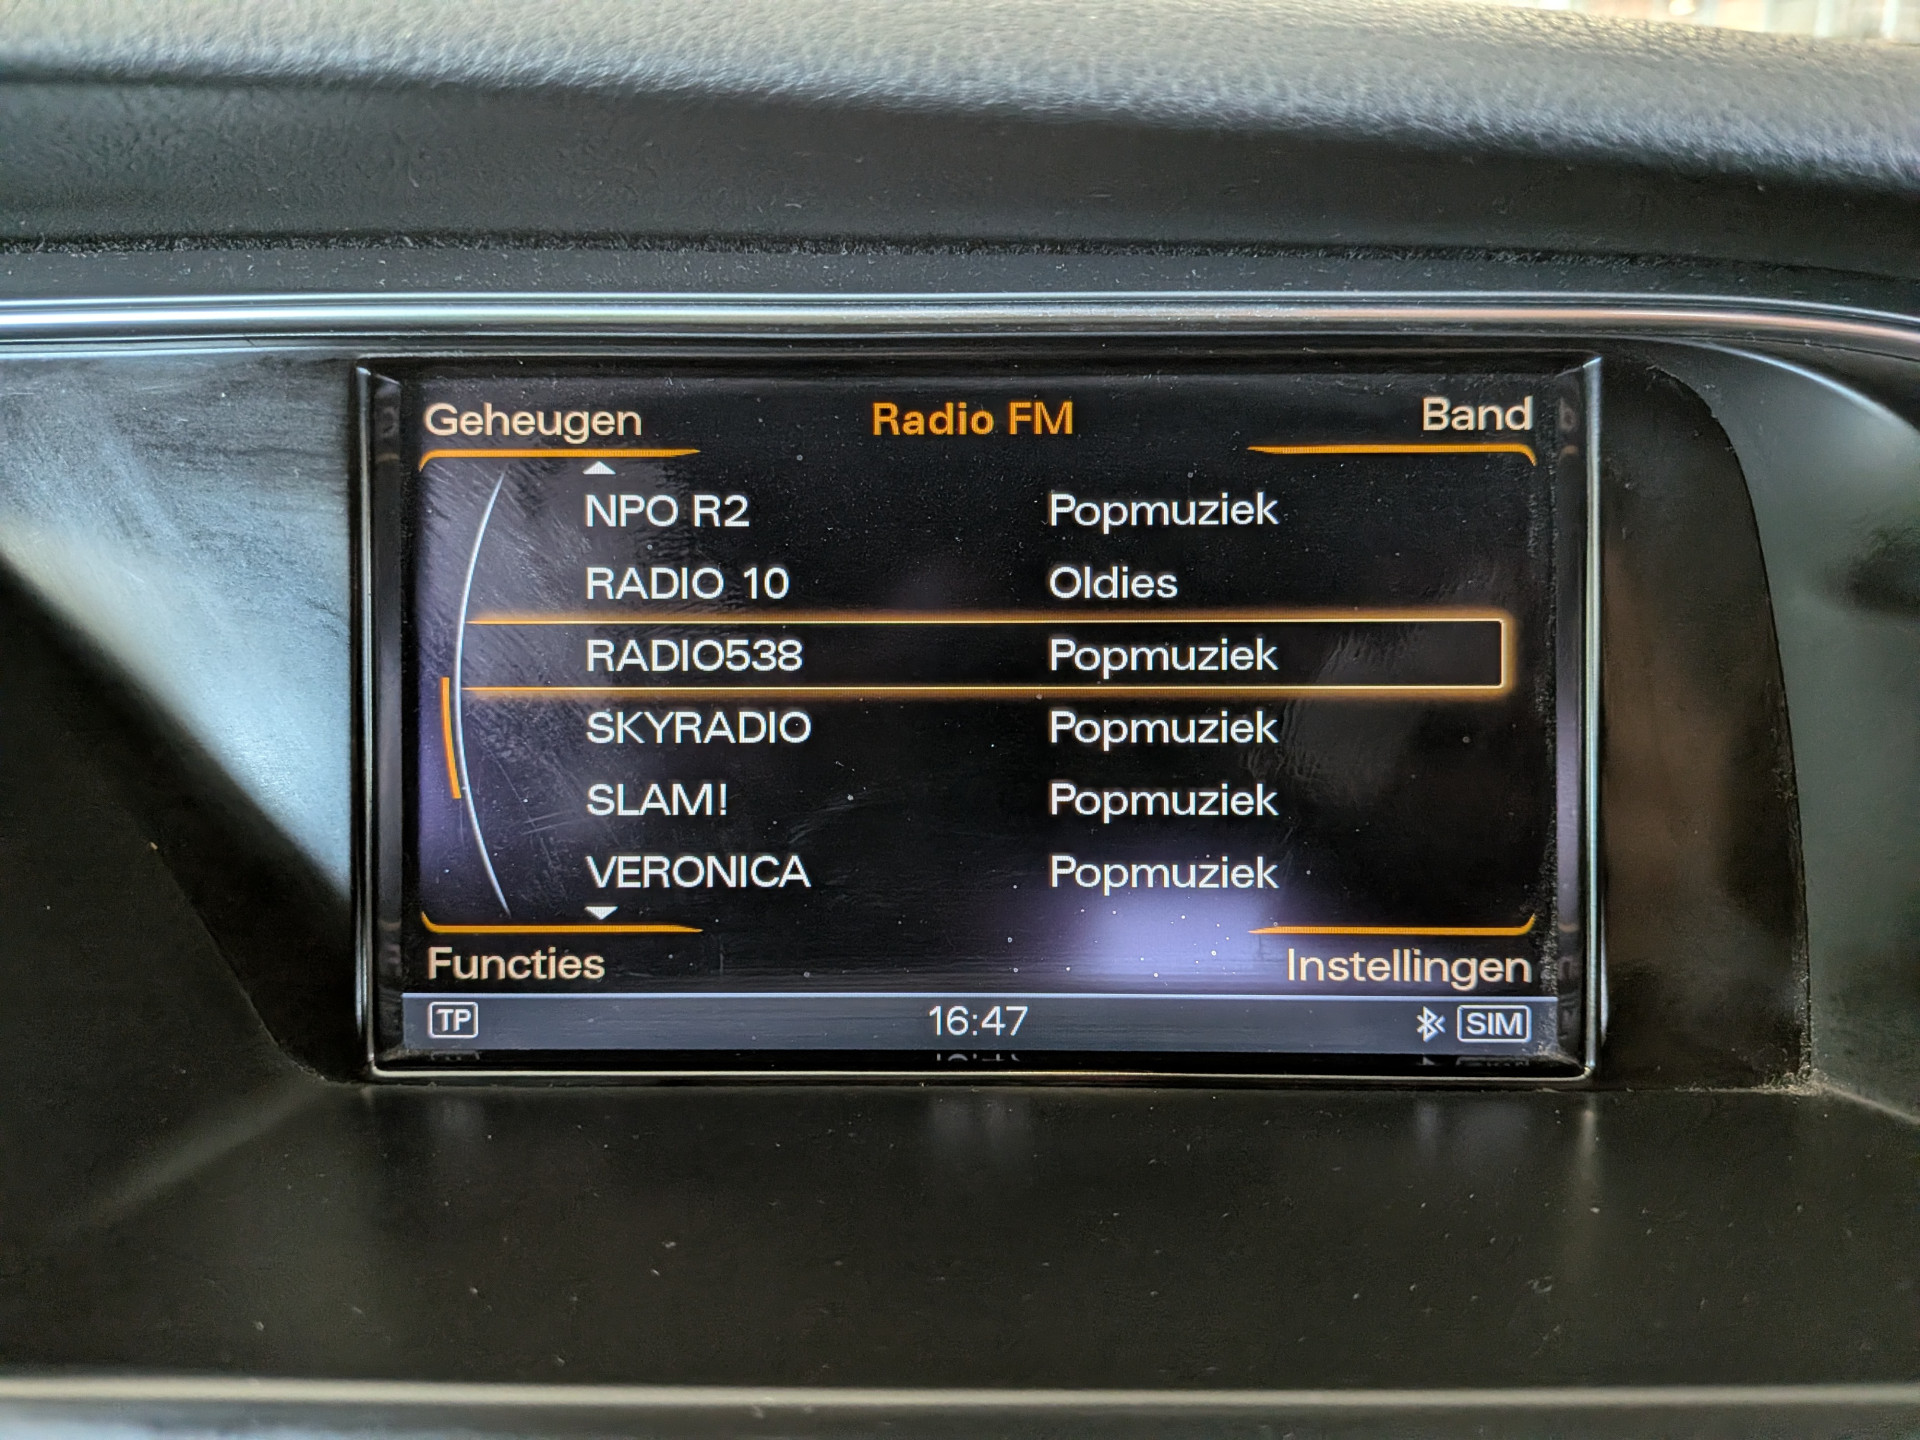 Geheugen Radio FM Band
NPO R2 Popmuziek
RADIO 10 Oldies
RADIO538 Popmuziek
SKYRADIO Popmuziek
SLAM! Popmuziek
VERONICA Popmuziek
Functies Instellingen
TP 16:47 SIM